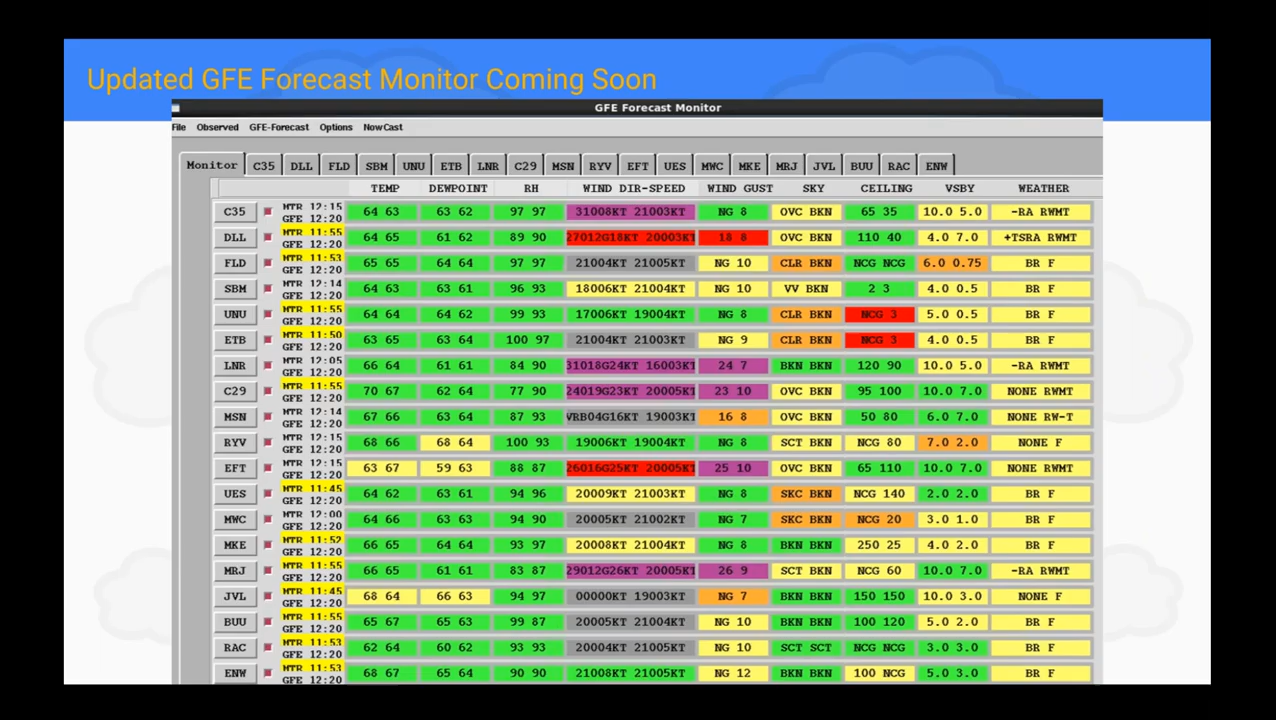 Updated GFE Forecast Monitor Coming Soon
GFE Forecast Monitor
File Observed GFE-Forecast Options NowCast
Monitor C35 DLL FLD SBM UNU ETB LNR C29 MSN RYV EFT UES MWC MKE MRJ JVL BUU RAC ENW
TEMP DEWPOINT RH WIND DIR-SPEED WIND GUST SKY CEILING VSBY WEATHER
C35 MTR 12:15 GFE 12:20 64 63 63 62 97 97 31008KT 21003KT NG 8 OVC BKN 65 35 10.0 5.0 -RA RWMT
DLL MTR 11:55 GFE 12:20 64 65 61 62 89 90 27012G18KT 20003KT 18 8 OVC BKN 110 40 4.0 7.0 +TSRA RWMT
FLD MTR 11:53 GFE 12:20 65 65 64 64 97 97 21004KT 21005KT NG 10 CLR BKN NCG NCG 6.0 0.75 BR F
SBM MTR 12:14 GFE 12:20 64 63 63 61 96 93 18006KT 21004KT NG 10 VV BKN 2 3 4.0 0.5 BR F
UNU MTR 11:55 GFE 12:20 64 64 64 62 99 93 17006KT 19004KT NG 8 CLR BKN NCG 3 5.0 0.5 BR F
ETB MTR 11:50 GFE 12:20 63 65 63 64 100 97 21004KT 21003KT NG 9 CLR BKN NCG 3 4.0 0.5 BR F
LNR MTR 12:05 GFE 12:20 66 64 61 61 84 90 31018G24KT 16003KT 24 7 BKN BKN 120 90 10.0 5.0 -RA RWMT
C29 MTR 11:55 GFE 12:20 70 67 62 64 77 90 24019G23KT 20005KT 23 10 OVC BKN 95 100 10.0 7.0 NONE RWMT
MSN MTR 12:14 GFE 12:20 67 66 63 64 87 93 VRB04G16KT 19003KT 16 8 OVC BKN 50 80 6.0 7.0 NONE RW-T
RYV MTR 12:15 GFE 12:20 68 66 68 64 100 93 19006KT 19004KT NG 8 SCT BKN NCG 80 7.0 2.0 NONE F
EFT MTR 12:15 GFE 12:20 63 67 59 63 88 87 26016G25KT 20005KT 25 10 OVC BKN 65 110 10.0 7.0 NONE RWMT
UES MTR 11:45 GFE 12:20 64 62 63 61 94 96 20009KT 21003KT NG 8 SKC BKN NCG 140 2.0 2.0 BR F
MWC MTR 12:00 GFE 12:20 64 66 63 63 94 90 20005KT 21002KT NG 7 SKC BKN NCG 20 3.0 1.0 BR F
MKE MTR 11:52 GFE 12:20 66 65 64 64 93 97 20008KT 21004KT NG 8 BKN BKN 250 25 4.0 2.0 BR F
MRJ MTR 11:55 GFE 12:20 66 65 61 61 83 87 29012G26KT 20005KT 26 9 SCT BKN NCG 60 10.0 7.0 -RA RWMT
JVL MTR 11:45 GFE 12:20 68 64 66 63 94 97 00000KT 19003KT NG 7 BKN BKN 150 150 10.0 3.0 NONE F
BUU MTR 11:55 GFE 12:20 65 67 65 63 99 87 20005KT 21004KT NG 10 BKN BKN 100 120 5.0 2.0 BR F
RAC MTR 11:53 GFE 12:20 62 64 60 62 93 93 20004KT 21005KT NG 10 SCT SCT NCG NCG 3.0 3.0 BR F
ENW MTR 11:53 GFE 12:20 68 67 65 64 90 90 21008KT 21005KT NG 12 BKN BKN 100 NCG 5.0 3.0 BR F